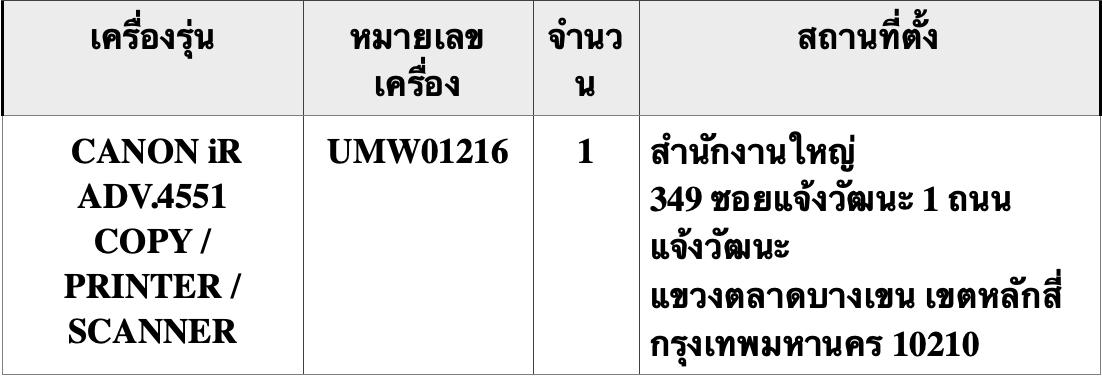 เครื่องรุ่น
หมายเลข
เครื่อง
จำนว
น
สถานที่ตั้ง
CANON iR
ADV.4551
COPY /
PRINTER /
SCANNER
UMW01216
1
สำนักงานใหญ่
349 ซอยแจ้งวัฒนะ 1 ถนน
แจ้งวัฒนะ
แขวงตลาดบางเขน เขตหลักสี่
กรุงเทพมหานคร 10210